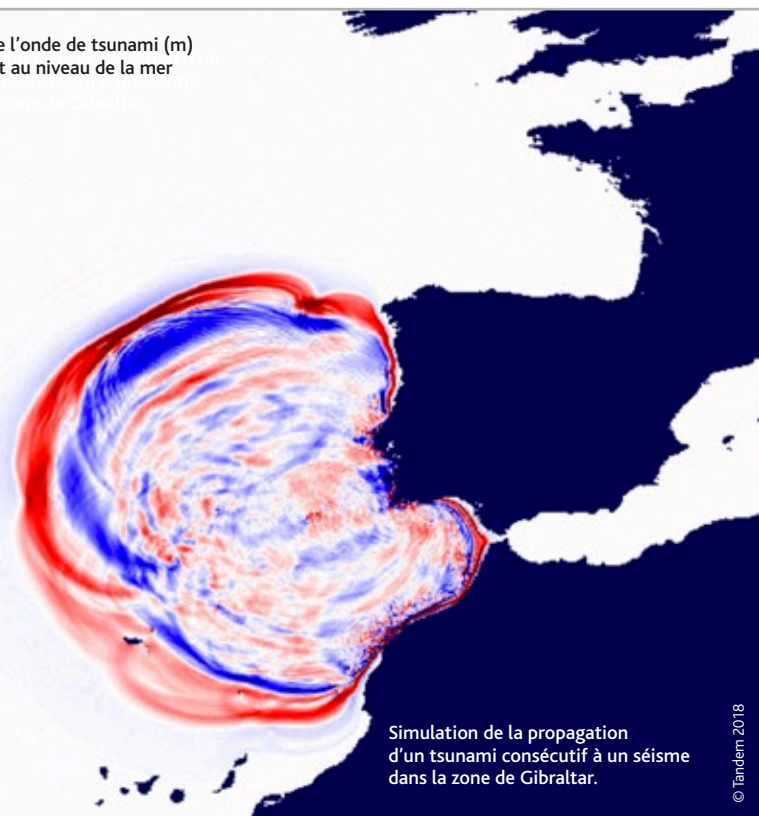 e l'onde de tsunami (m)
t au niveau de la mer
Simulation de la propagation
d'un tsunami consécutif à un séisme
dans la zone de Gibraltar.
© Tandem 2018